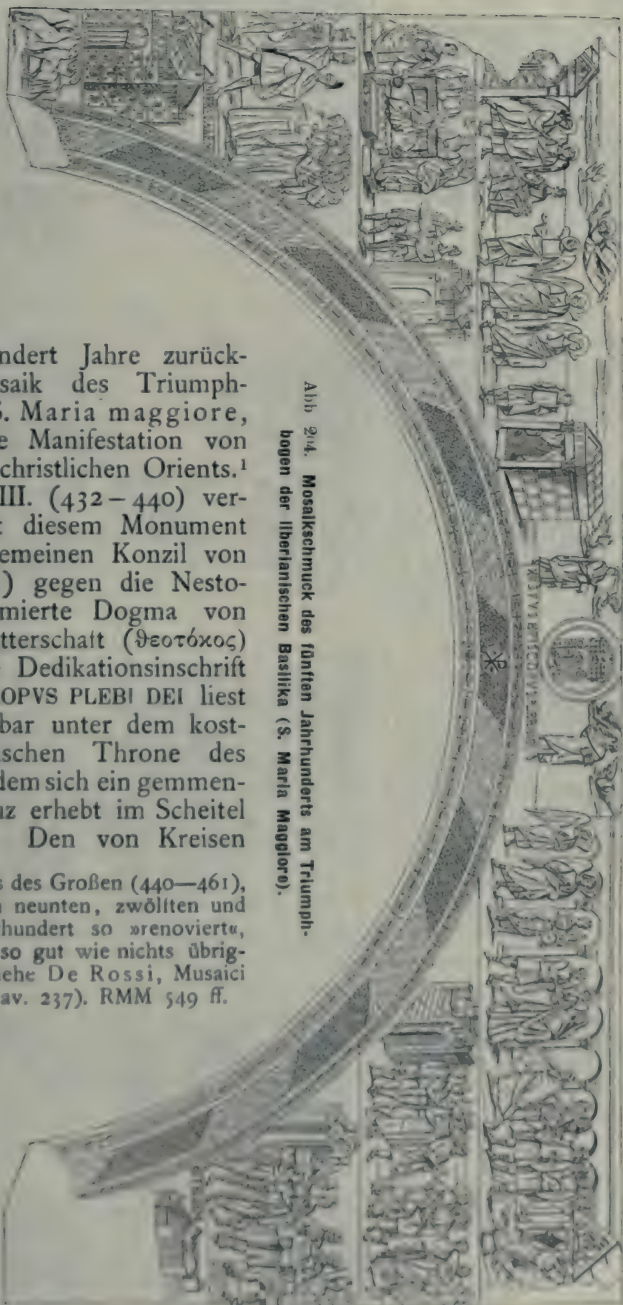 ndert Jahre zurück-
saik des Triumph-
S. Maria maggiore,
e Manifestation von
christlichen Orients.¹
III. (432–440) ver-
t diesem Monument
gemeinen Konzil von
) gegen die Nesto-
mierte Dogma von
tterschaft (θεοτόκος)
Dedikationsinschrift
OPVS PLEBI DEI liest
bar unter dem kost-
schen Throne des
dem sich ein gemmen-
uz erhebt im Scheitel
Den von Kreisen
s des Großen (440—461),
n neunten, zwölften und
hundert so »renoviert«,
so gut wie nichts übrig-
ehe De Rossi, Musaici
av. 237). RMM 549 ff.
Abb. 204. Mosaikschmuck des fünften Jahrhunderts am Triumph-
bogen der liberianischen Basilika (S. Maria Maggiore).